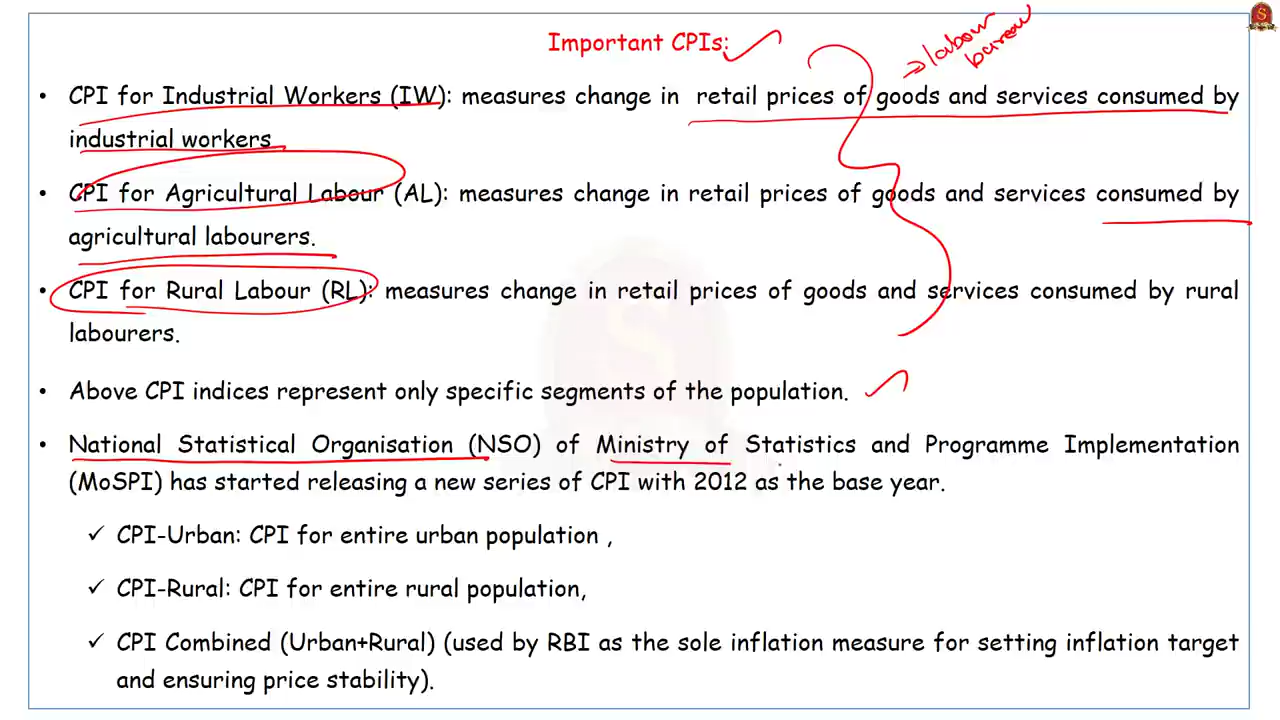 Important CPIs:
→ labour
bureau
• CPI for Industrial Workers (IW): measures change in retail prices of goods and services consumed by
industrial workers
• CPI for Agricultural Labour (AL): measures change in retail prices of goods and services consumed by
agricultural labourers.
• CPI for Rural Labour (RL): measures change in retail prices of goods and services consumed by rural
labourers.
• Above CPI indices represent only specific segments of the population.
• National Statistical Organisation (NSO) of Ministry of Statistics and Programme Implementation
(MoSPI) has started releasing a new series of CPI with 2012 as the base year.
✓ CPI-Urban: CPI for entire urban population ,
✓ CPI-Rural: CPI for entire rural population,
✓ CPI Combined (Urban+Rural) (used by RBI as the sole inflation measure for setting inflation target
and ensuring price stability).